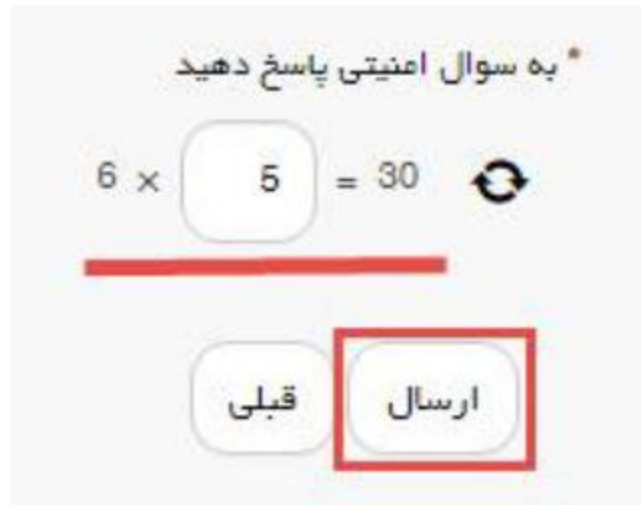 * به سوال امنیتی پاسخ دهید
6 × 5 = 30
ارسال قبلی